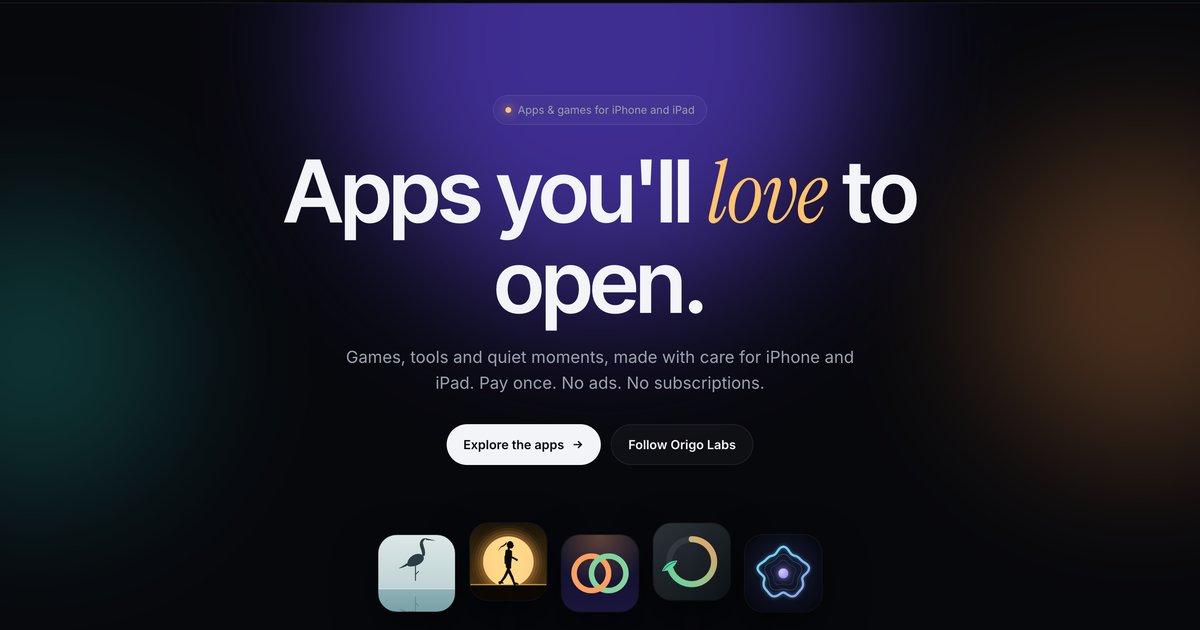 Apps & games for iPhone and iPad
Apps you'll love to
open.
Games, tools and quiet moments, made with care for iPhone and
iPad. Pay once. No ads. No subscriptions.
Explore the apps →
Follow Origo Labs